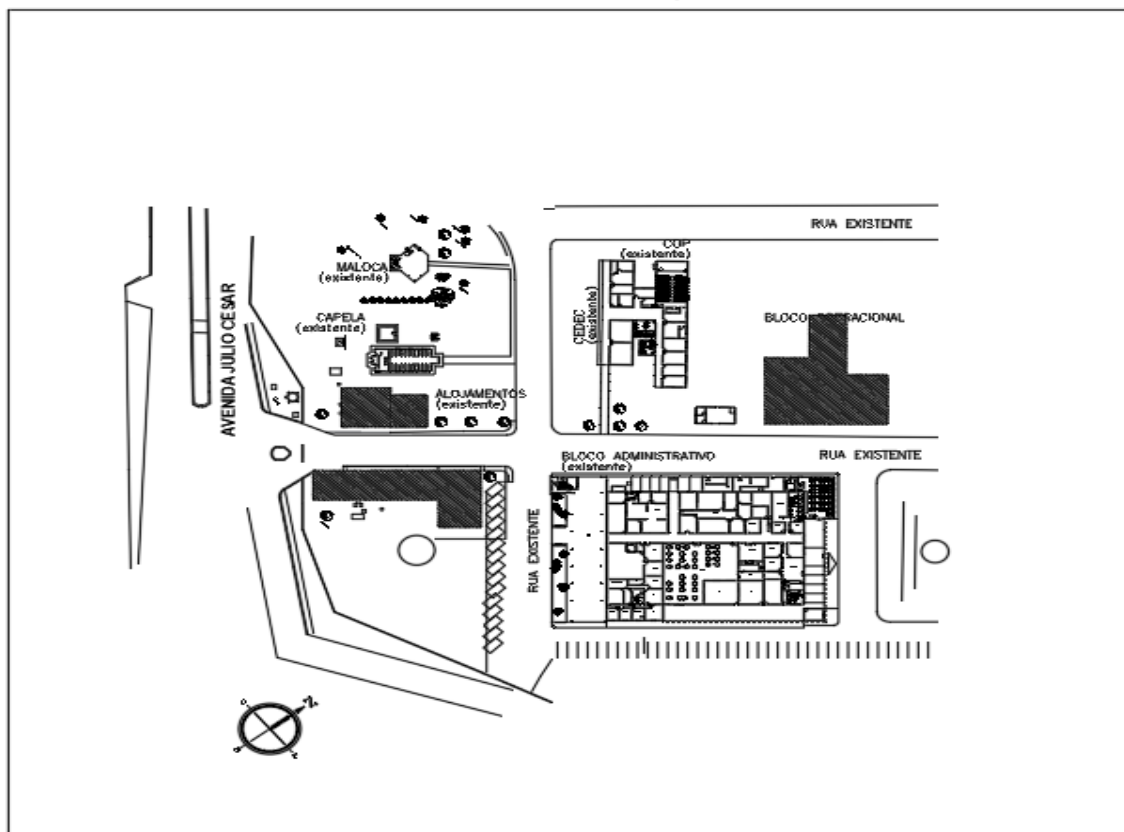 RUA EXISTENTE
COP
(existente)
MALOCA
(existente)
CEDEC
(existente)
AVENIDA JULIO CESAR
CAPELA
(existente)
BLOCO
ALOJAMENTOS
(existente)
BLOCO ADMINISTRATIVO
(existente)
RUA EXISTENTE
RUA EXISTENTE
N